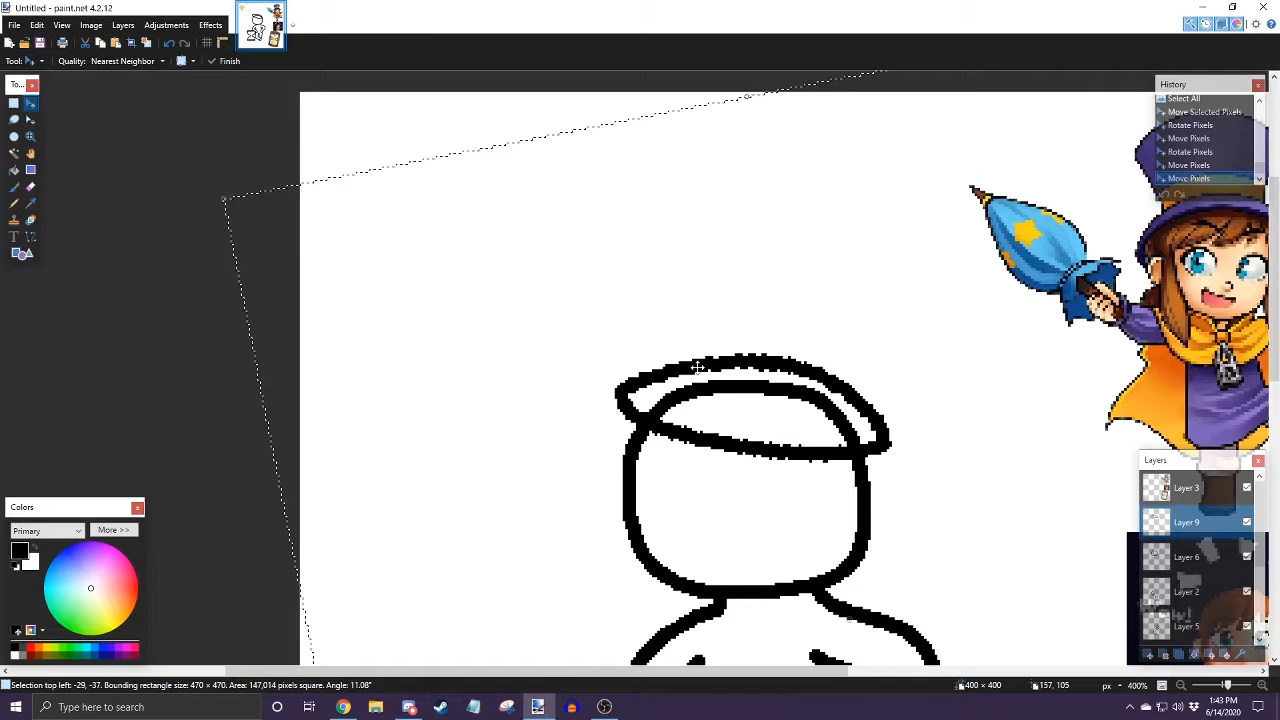 Untitled - paint.net 4.2.12
File Edit View Image Layers Adjustments Effects
Tool: Quality: Nearest Neighbor Finish
To...
History
Select All
Move Selected Pixels
Rotate Pixels
Move Pixels
Rotate Pixels
Move Pixels
Move Pixels
Layers
Layer 3
Layer 9
Layer 6
Layer 2
Layer 5
Colors
Primary More >>
Selection top left: -29, -37. Bounding rectangle size: 470 × 470. Area: 147,014 pixels square. Angle: 11.08° 400 × 400 157, 105 px 400%
Type here to search
1:43 PM
6/14/2020